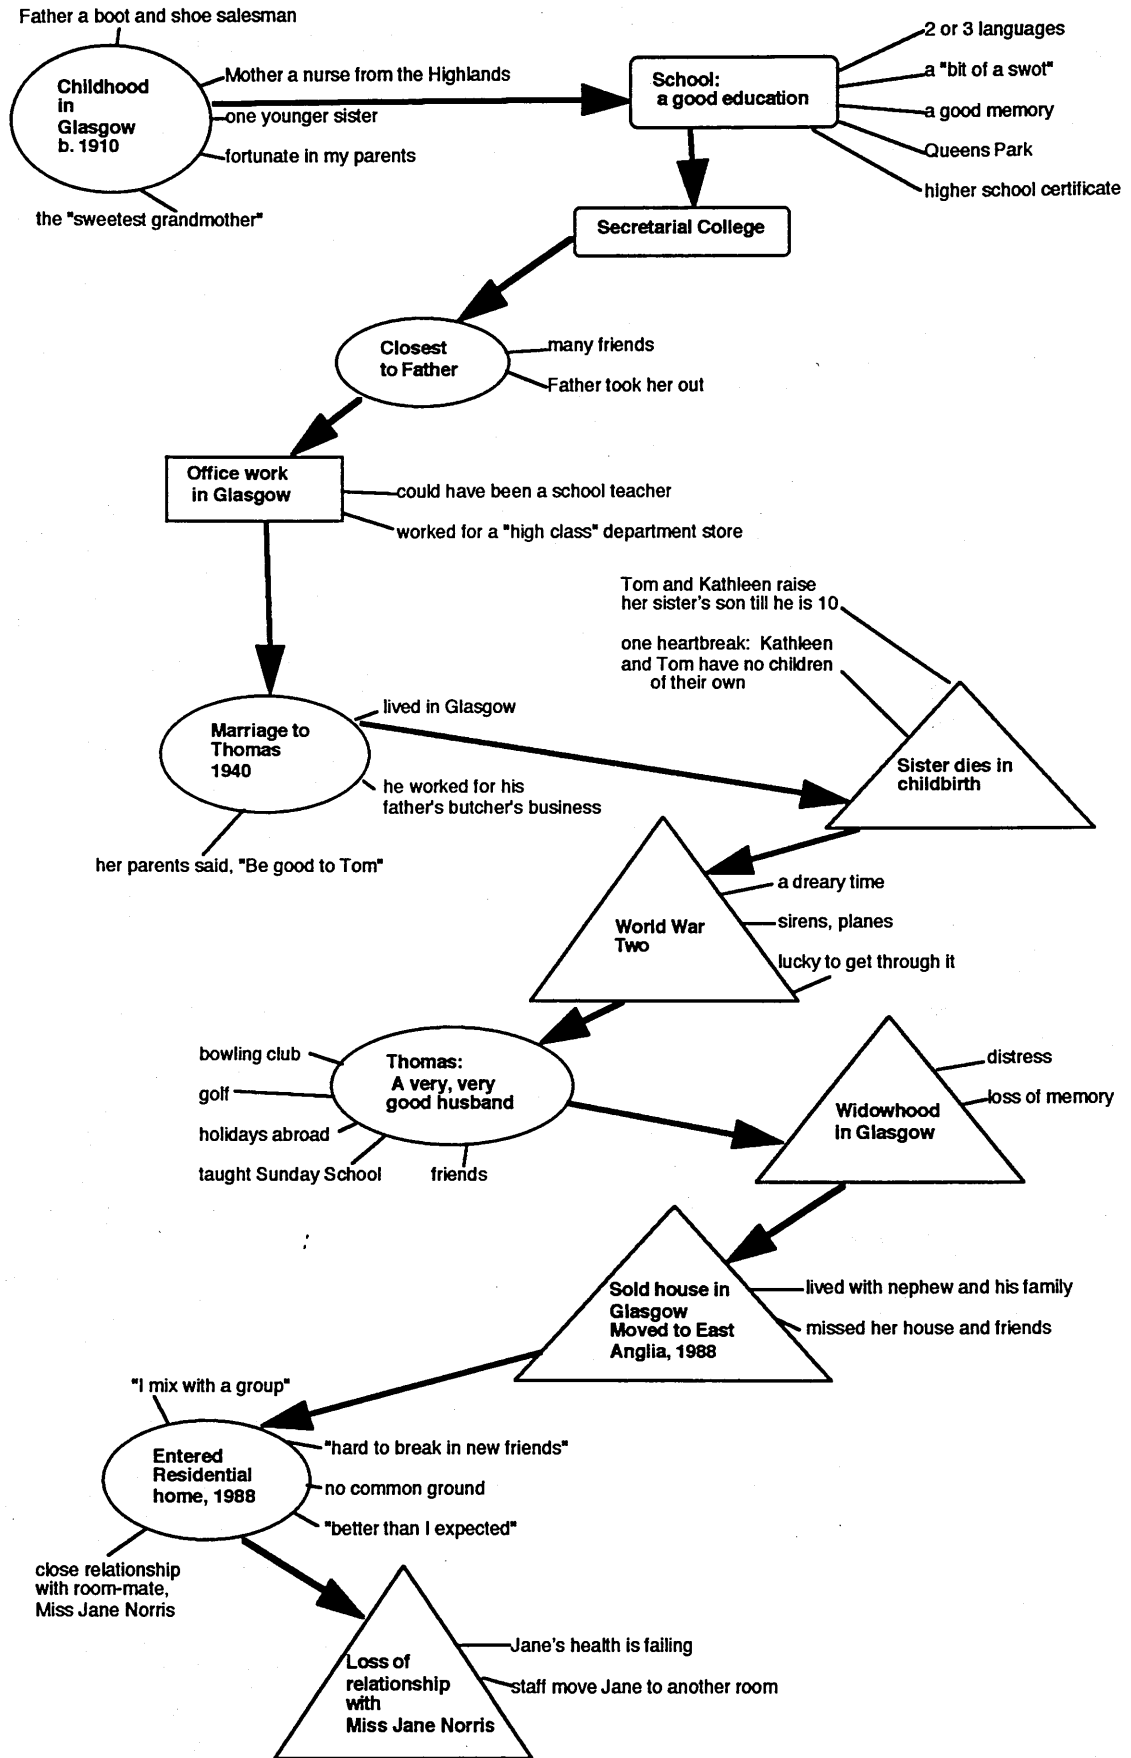 Father a boot and shoe salesman
Childhood
in
Glasgow
b. 1910
Mother a nurse from the Highlands
one younger sister
fortunate in my parents
the "sweetest grandmother"
School:
a good education
2 or 3 languages
a "bit of a swot"
a good memory
Queens Park
higher school certificate
Secretarial College
Closest
to Father
many friends
Father took her out
Office work
in Glasgow
could have been a school teacher
worked for a "high class" department store
Tom and Kathleen raise
her sister's son till he is 10
one heartbreak: Kathleen
and Tom have no children
of their own
Marriage to
Thomas
1940
lived in Glasgow
he worked for his
father's butcher's business
her parents said, "Be good to Tom"
Sister dies in
childbirth
World War
Two
a dreary time
sirens, planes
lucky to get through it
Thomas:
A very, very
good husband
bowling club
golf
holidays abroad
taught Sunday School
friends
Widowhood
in Glasgow
distress
loss of memory
Sold house in
Glasgow
Moved to East
Anglia, 1988
lived with nephew and his family
missed her house and friends
"I mix with a group"
Entered
Residential
home, 1988
"hard to break in new friends"
no common ground
"better than I expected"
close relationship
with room-mate,
Miss Jane Norris
Loss of
relationship
with
Miss Jane Norris
Jane's health is failing
staff move Jane to another room